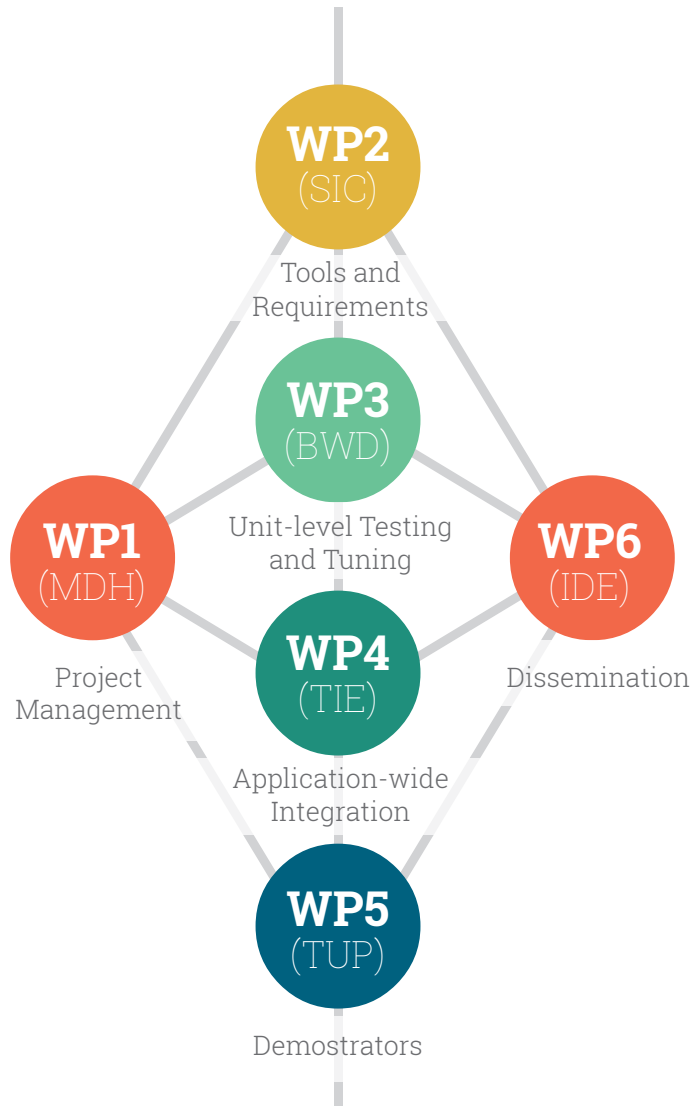 WP2
(SIC)
Tools and
Requirements
WP3
(BWD)
Unit-level Testing
and Tuning
WP1
(MDH)
Project
Management
WP6
(IDE)
Dissemination
WP4
(TIE)
Application-wide
Integration
WP5
(TUP)
Demostrators